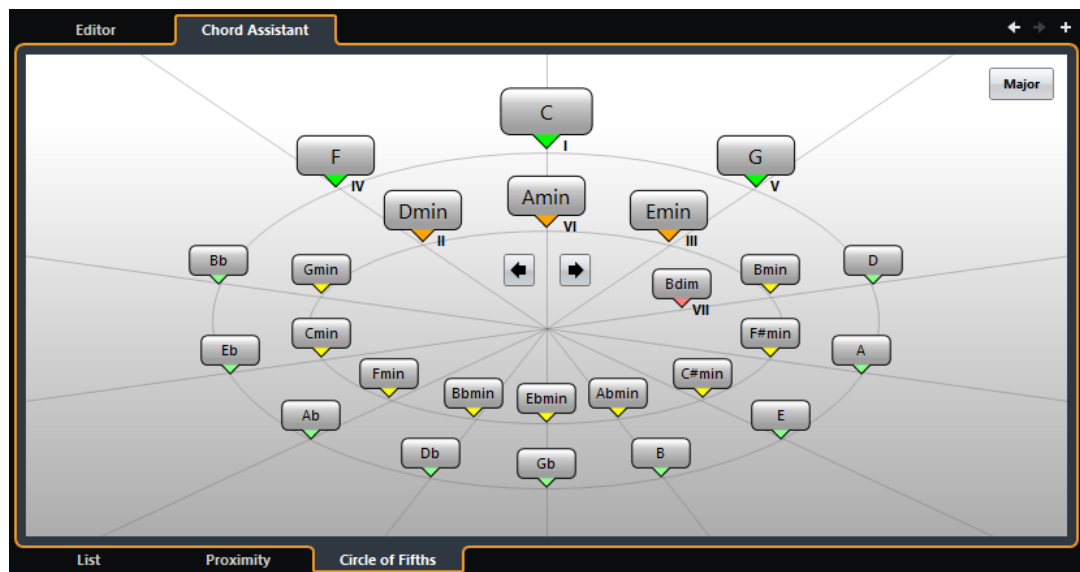 Editor
Chord Assistant
Major
C
I
F
IV
G
V
Amin
VI
Dmin
II
Emin
III
Bb
Gmin
Bdim
VII
Bmin
D
Eb
Cmin
F#min
A
Fmin
C#min
Bbmin
Ebmin
Abmin
Ab
E
Db
Gb
B
List
Proximity
Circle of Fifths